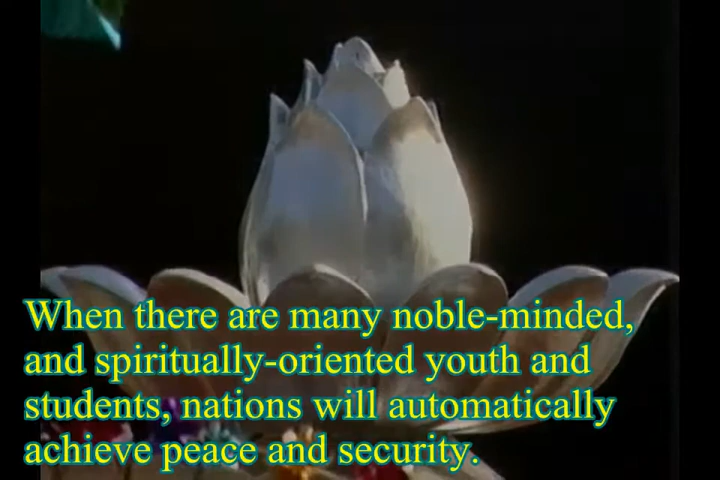 When there are many noble-minded,
and spiritually-oriented youth and
students, nations will automatically
achieve peace and security.